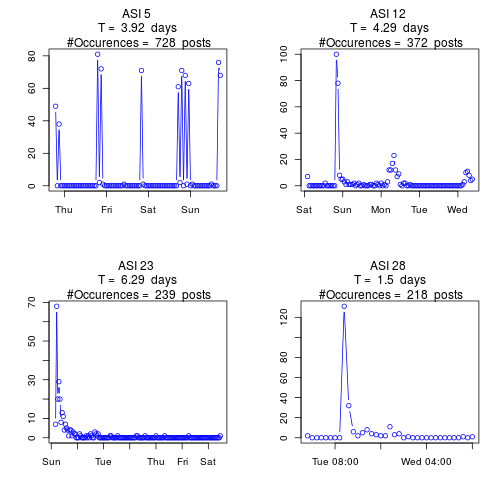 ASI 5
T = 3.92 days
#Occurences = 728 posts
80
60
40
20
0
Thu Fri Sat Sun
ASI 12
T = 4.29 days
#Occurences = 372 posts
100
80
60
40
20
0
Sat Sun Mon Tue Wed
ASI 23
T = 6.29 days
#Occurences = 239 posts
70
50
30
10
0
Sun Tue Thu Fri Sat
ASI 28
T = 1.5 days
#Occurences = 218 posts
120
80
60
40
20
0
Tue 08:00 Wed 04:00